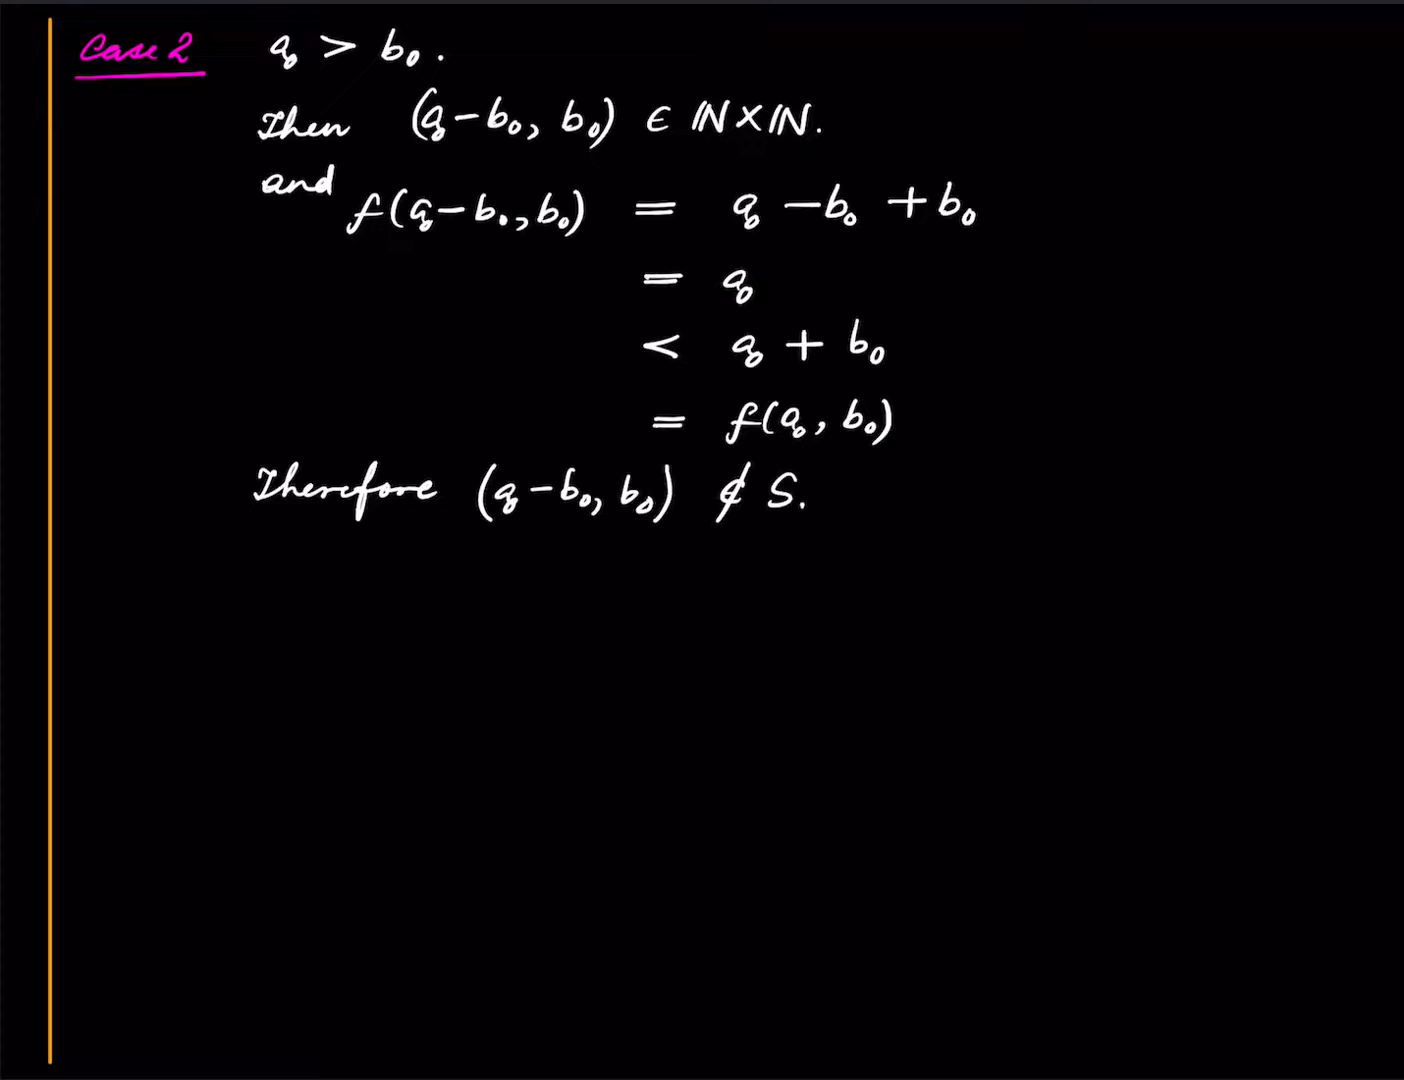 Case 2 a₀ > b₀.
Then (a₀ - b₀, b₀) ∈ ℕ × ℕ.
and
f(a₀ - b₀, b₀) = a₀ - b₀ + b₀
= a₀
< a₀ + b₀
= f(a₀, b₀)
Therefore (a₀ - b₀, b₀) ∉ S.